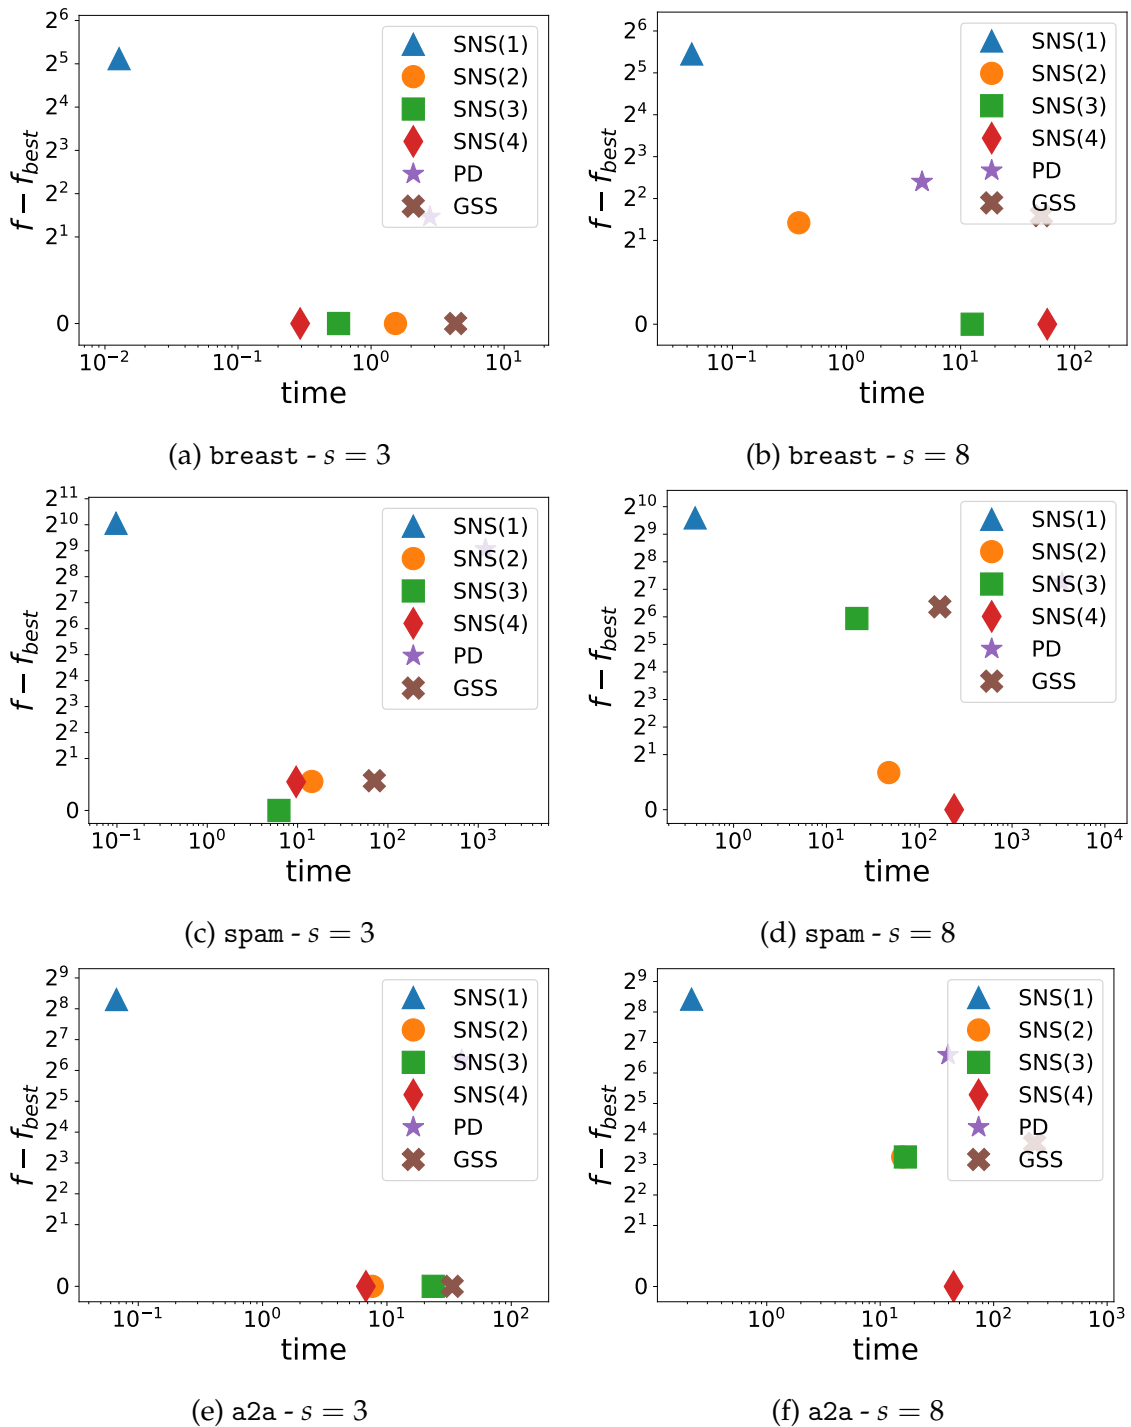 2^6
2^5
2^4
2^3
2^2
2^1
0
f − f_best
10^−2 10^−1 10^0 10^1
time
SNS(1)
SNS(2)
SNS(3)
SNS(4)
PD
GSS
(a) breast - s = 3
2^6
2^5
2^4
2^3
2^2
2^1
0
f − f_best
10^−1 10^0 10^1 10^2
time
SNS(1)
SNS(2)
SNS(3)
SNS(4)
PD
GSS
(b) breast - s = 8
2^11
2^10
2^9
2^8
2^7
2^6
2^5
2^4
2^3
2^2
2^1
0
f − f_best
10^−1 10^0 10^1 10^2 10^3
time
SNS(1)
SNS(2)
SNS(3)
SNS(4)
PD
GSS
(c) spam - s = 3
2^10
2^9
2^8
2^7
2^6
2^5
2^4
2^3
2^2
2^1
0
f − f_best
10^0 10^1 10^2 10^3 10^4
time
SNS(1)
SNS(2)
SNS(3)
SNS(4)
PD
GSS
(d) spam - s = 8
2^9
2^8
2^7
2^6
2^5
2^4
2^3
2^2
2^1
0
f − f_best
10^−1 10^0 10^1 10^2
time
SNS(1)
SNS(2)
SNS(3)
SNS(4)
PD
GSS
(e) a2a - s = 3
2^9
2^8
2^7
2^6
2^5
2^4
2^3
2^2
2^1
0
f − f_best
10^0 10^1 10^2 10^3
time
SNS(1)
SNS(2)
SNS(3)
SNS(4)
PD
GSS
(f) a2a - s = 8